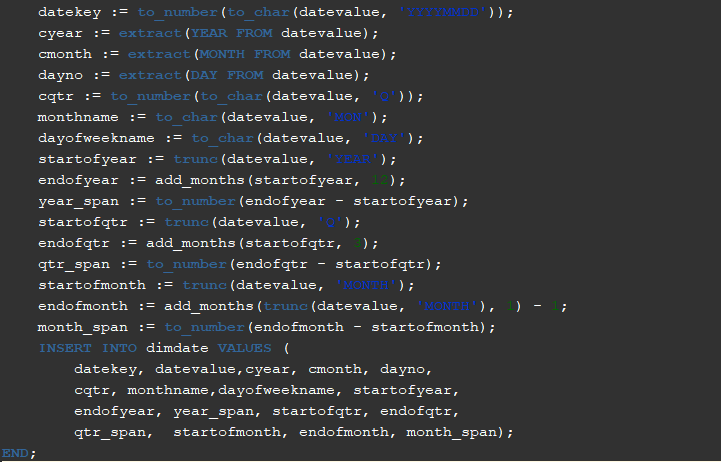 datekey := to_number(to_char(datevalue, 'YYYYMMDD'));
cyear := extract(YEAR FROM datevalue);
cmonth := extract(MONTH FROM datevalue);
dayno := extract(DAY FROM datevalue);
cqtr := to_number(to_char(datevalue, 'Q'));
monthname := to_char(datevalue, 'MON');
dayofweekname := to_char(datevalue, 'DAY');
startofyear := trunc(datevalue, 'YEAR');
endofyear := add_months(startofyear, 12);
year_span := to_number(endofyear - startofyear);
startofqtr := trunc(datevalue, 'Q');
endofqtr := add_months(startofqtr, 3);
qtr_span := to_number(endofqtr - startofqtr);
startofmonth := trunc(datevalue, 'MONTH');
endofmonth := add_months(trunc(datevalue, 'MONTH'), 1) - 1;
month_span := to_number(endofmonth - startofmonth);
INSERT INTO dimdate VALUES (
datekey, datevalue,cyear, cmonth, dayno,
cqtr, monthname,dayofweekname, startofyear,
endofyear, year_span, startofqtr, endofqtr,
qtr_span,  startofmonth, endofmonth, month_span);
END;